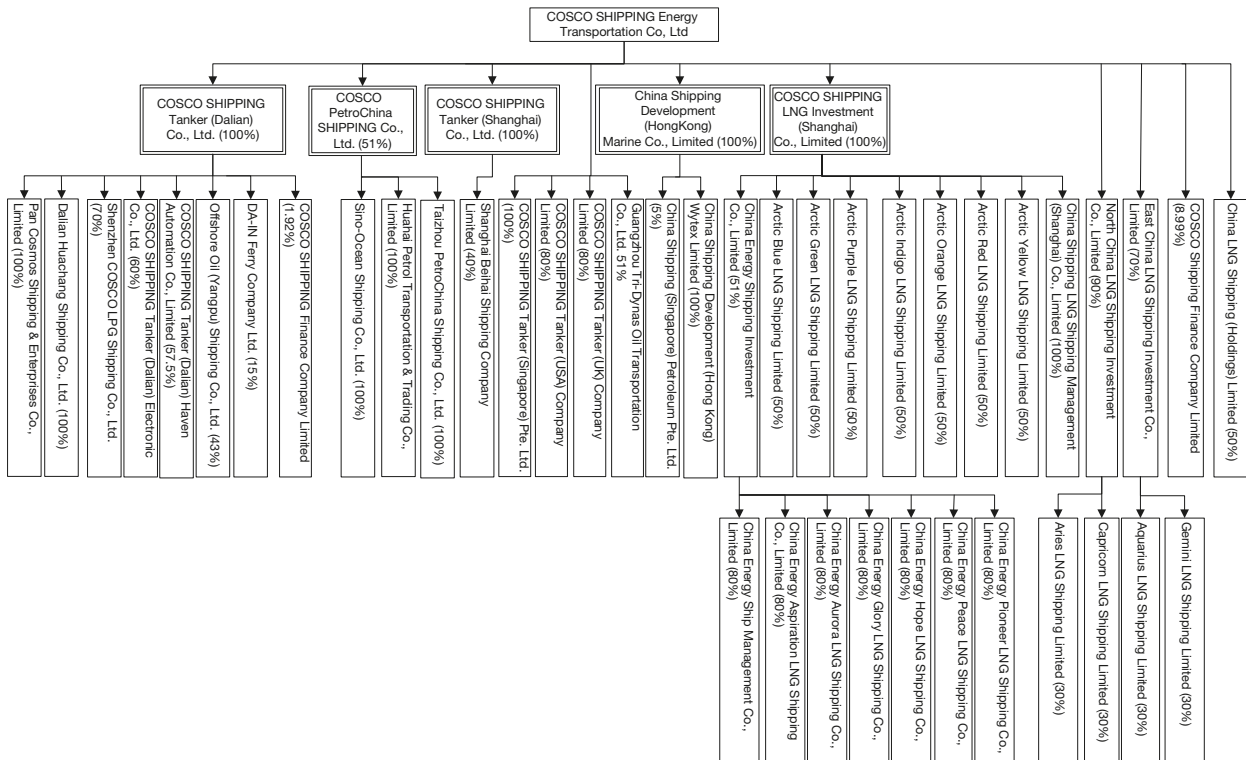 COSCO SHIPPING Energy
Transportation Co, Ltd
COSCO SHIPPING
Tanker (Dalian)
Co., Ltd. (100%)
COSCO
PetroChina
SHIPPING Co.,
Ltd. (51%)
COSCO SHIPPING
Tanker (Shanghai)
Co., Ltd. (100%)
China Shipping
Development
(HongKong)
Marine Co., Limited (100%)
COSCO SHIPPING
LNG Investment
(Shanghai)
Co., Limited (100%)
Pan Cosmos Shipping & Enterprises Co.,
Limited (100%)
Dalian Huachang Shipping Co., Ltd. (100%)
Shenzhen COSCO LPG Shipping Co., Ltd.
(70%)
COSCO SHIPPING Tanker (Dalian) Electronic
Co., Ltd. (60%)
COSCO SHIPPING Tanker (Dalian) Haven
Automation Co., Limited (57.5%)
Offshore Oil (Yangpu) Shipping Co., Ltd. (43%)
DA-IN Ferry Company Ltd. (15%)
COSCO SHIPPING Finance Company Limited
(1.92%)
Sino-Ocean Shipping Co., Ltd. (100%)
Huahai Petrol Transportation & Trading Co.,
Limited (100%)
Taizhou PetroChina Shipping Co., Ltd. (100%)
Shanghai Beihai Shipping Company
Limited (40%)
COSCO SHIPPING Tanker (Singapore) Pte. Ltd.
(100%)
COSCO SHIPPING Tanker (USA) Company
Limited (80%)
COSCO SHIPPING Tanker (UK) Company
Limited (80%)
Guangzhou Tri-Dynas Oil Transportation
Co., Ltd. 51%
China Shipping (Singapore) Petroleum Pte. Ltd.
(5%)
China Shipping Development (Hong Kong)
Wytex Limited (100%)
China Energy Shipping Investment
Co., Limited (51%)
Arctic Blue LNG Shipping Limited (50%)
Arctic Green LNG Shipping Limited (50%)
Arctic Purple LNG Shipping Limited (50%)
Arctic Indigo LNG Shipping Limited (50%)
Arctic Orange LNG Shipping Limited (50%)
Arctic Red LNG Shipping Limited (50%)
Arctic Yellow LNG Shipping Limited (50%)
China Shipping LNG Shipping Management
(Shanghai) Co., Limited (100%)
North China LNG Shipping Investment
Co., Limited (90%)
East China LNG Shipping Investment Co.,
Limited (70%)
COSCO SHIPPING Finance Company Limited
(8.99%)
China LNG Shipping (Holdings) Limited (50%)
China Energy Ship Management Co.,
Limited (80%)
China Energy Aspiration LNG Shipping
Co., Limited (80%)
China Energy Aurora LNG Shipping Co.,
Limited (80%)
China Energy Glory LNG Shipping Co.,
Limited (80%)
China Energy Hope LNG Shipping Co.,
Limited (80%)
China Energy Peace LNG Shipping Co.,
Limited (80%)
China Energy Pioneer LNG Shipping Co.,
Limited (80%)
Aries LNG Shipping Limited (30%)
Capricorn LNG Shipping Limited (30%)
Aquarius LNG Shipping Limited (30%)
Gemini LNG Shipping Limited (30%)